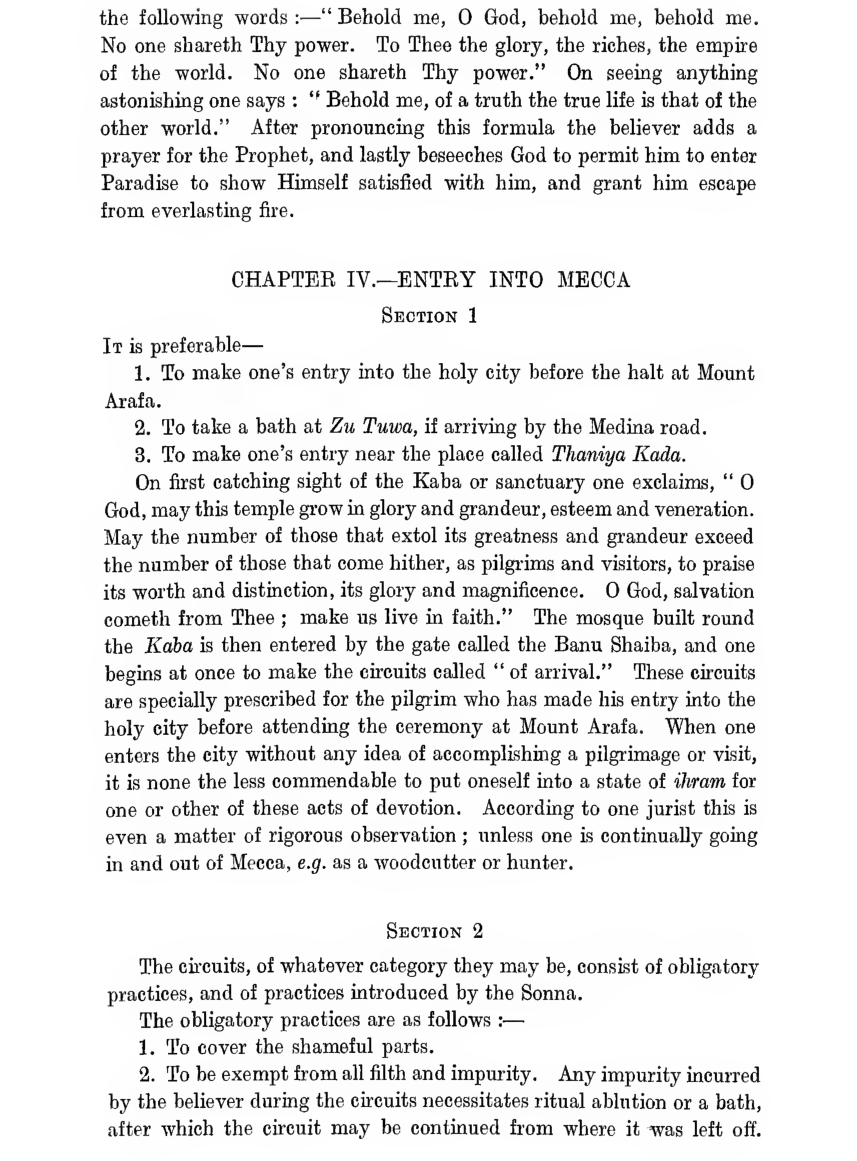 the following words :—“ Behold me, O God, behold me, behold me.
No one shareth Thy power. To Thee the glory, the riches, the empire
of the world. No one shareth Thy power.” On seeing anything
astonishing one says : “ Behold me, of a truth the true life is that of the
other world.” After pronouncing this formula the believer adds a
prayer for the Prophet, and lastly beseeches God to permit him to enter
Paradise to show Himself satisfied with him, and grant him escape
from everlasting fire.
CHAPTER IV.—ENTRY INTO MECCA
SECTION 1
IT is preferable—
1. To make one’s entry into the holy city before the halt at Mount
Arafa.
2. To take a bath at Zu Tuwa, if arriving by the Medina road.
3. To make one’s entry near the place called Thaniya Kada.
On first catching sight of the Kaba or sanctuary one exclaims, “ O
God, may this temple grow in glory and grandeur, esteem and veneration.
May the number of those that extol its greatness and grandeur exceed
the number of those that come hither, as pilgrims and visitors, to praise
its worth and distinction, its glory and magnificence. O God, salvation
cometh from Thee ; make us live in faith.” The mosque built round
the Kaba is then entered by the gate called the Banu Shaiba, and one
begins at once to make the circuits called “ of arrival.” These circuits
are specially prescribed for the pilgrim who has made his entry into the
holy city before attending the ceremony at Mount Arafa. When one
enters the city without any idea of accomplishing a pilgrimage or visit,
it is none the less commendable to put oneself into a state of ihram for
one or other of these acts of devotion. According to one jurist this is
even a matter of rigorous observation ; unless one is continually going
in and out of Mecca, e.g. as a woodcutter or hunter.
SECTION 2
The circuits, of whatever category they may be, consist of obligatory
practices, and of practices introduced by the Sonna.
The obligatory practices are as follows :—
1. To cover the shameful parts.
2. To be exempt from all filth and impurity. Any impurity incurred
by the believer during the circuits necessitates ritual ablution or a bath,
after which the circuit may be continued from where it was left off.